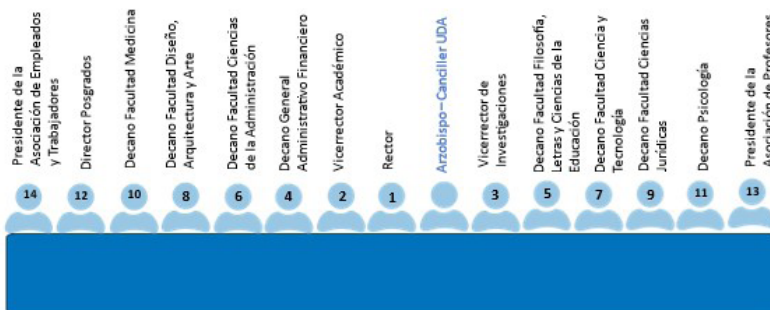 Presidente de la
Asociación de Empleados
y Trabajadores
Director Posgrados
Decano Facultad Medicina
Decano Facultad Diseño,
Arquitectura y Arte
Decano Facultad Ciencias
de la Administración
Decano General
Administrativo Financiero
Vicerrector Académico
Rector
Arzobispo – Canciller UDA
Vicerrector de
Investigaciones
Decano Facultad Filosofía,
Letras y Ciencias de la
Educación
Decano Facultad Ciencia y
Tecnología
Decano Facultad Ciencias
Jurídicas
Decano Psicología
Presidente de la
Asociación de Profesores
14
12
10
8
6
4
2
1
3
5
7
9
11
13